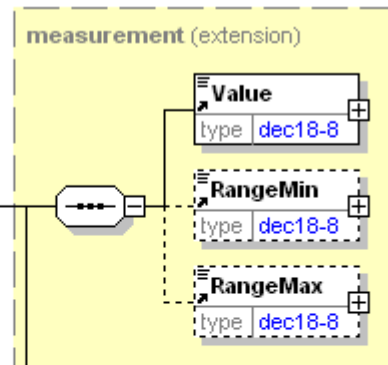 measurement (extension)
Value
type dec18-8
RangeMin
type dec18-8
RangeMax
type dec18-8